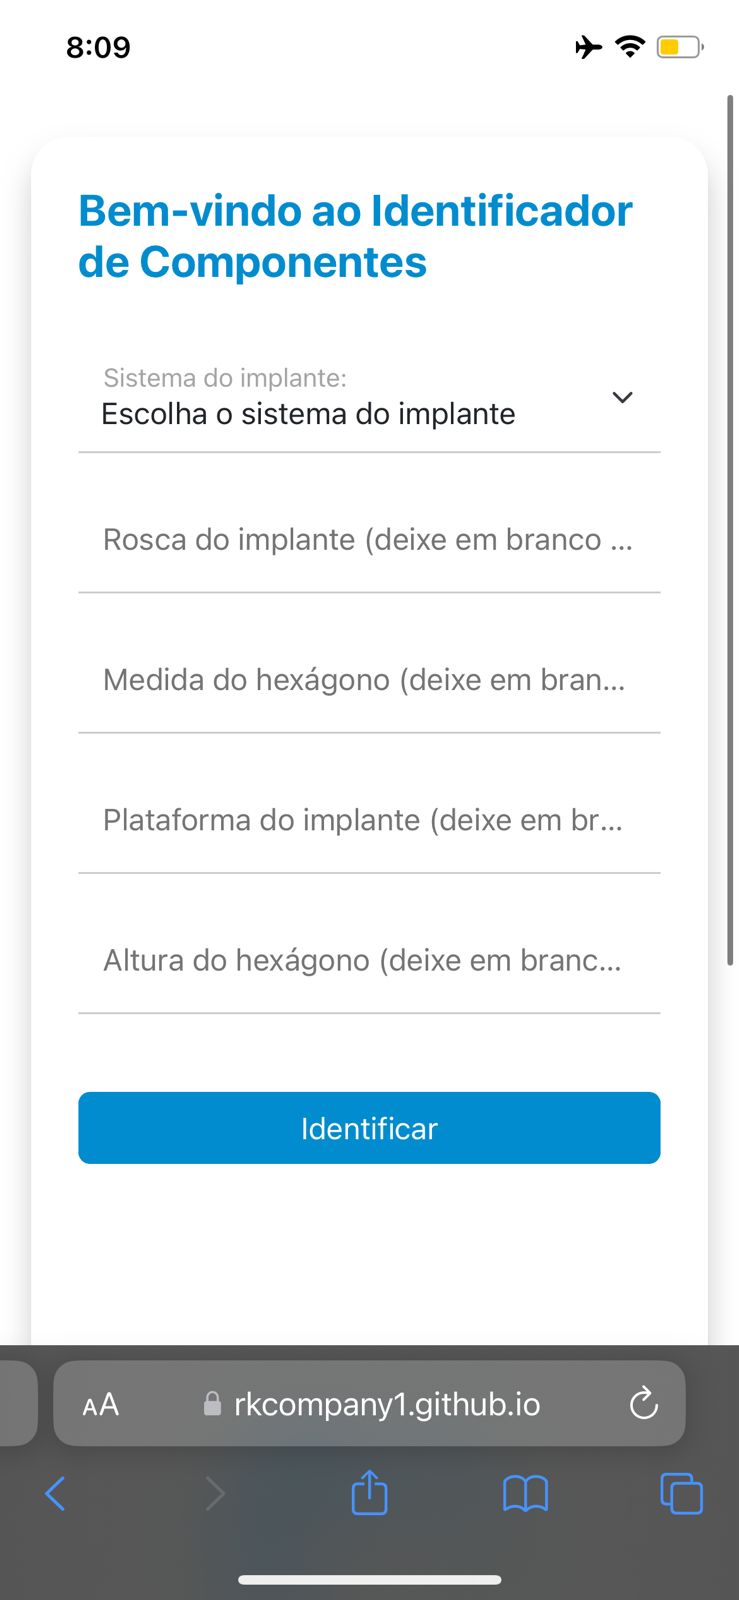 8:09
Bem-vindo ao Identificador
de Componentes
Sistema do implante:
Escolha o sistema do implante
Rosca do implante (deixe em branco ...
Medida do hexágono (deixe em bran...
Plataforma do implante (deixe em br...
Altura do hexágono (deixe em branc...
Identificar
AA rkcompany1.github.io